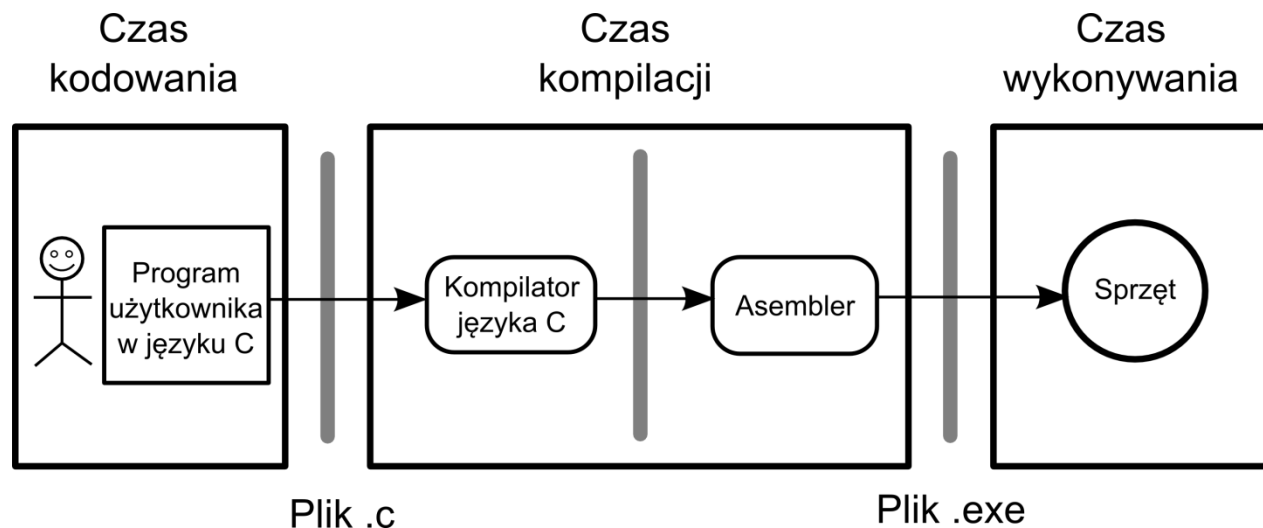 Czas
kodowania
Czas
kompilacji
Czas
wykonywania
Program
użytkownika
w języku C
Kompilator
języka C
Asembler
Sprzęt
Plik .c
Plik .exe